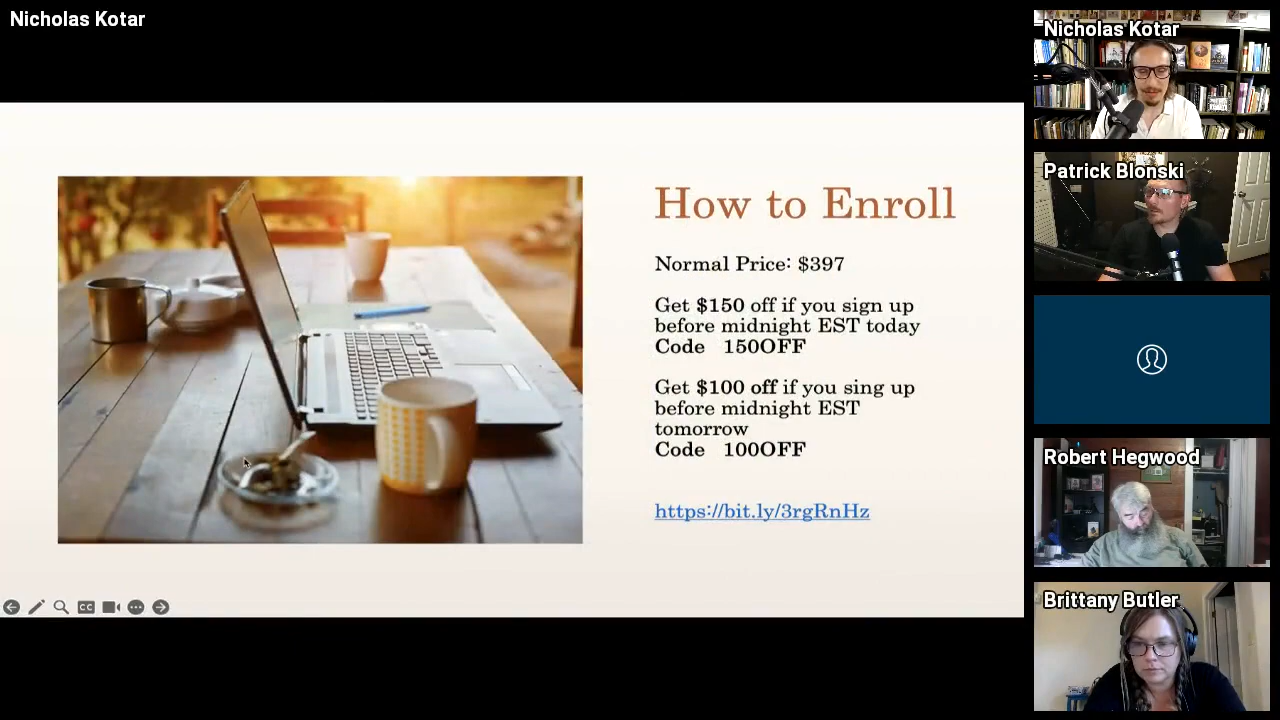 Nicholas Kotar
How to Enroll
Normal Price: $397
Get $150 off if you sign up
before midnight EST today
Code 150OFF
Get $100 off if you sing up
before midnight EST
tomorrow
Code 100OFF
https://bit.ly/3rgRnHz
CC
Nicholas Kotar
Patrick Blonski
Robert Hegwood
Brittany Butler